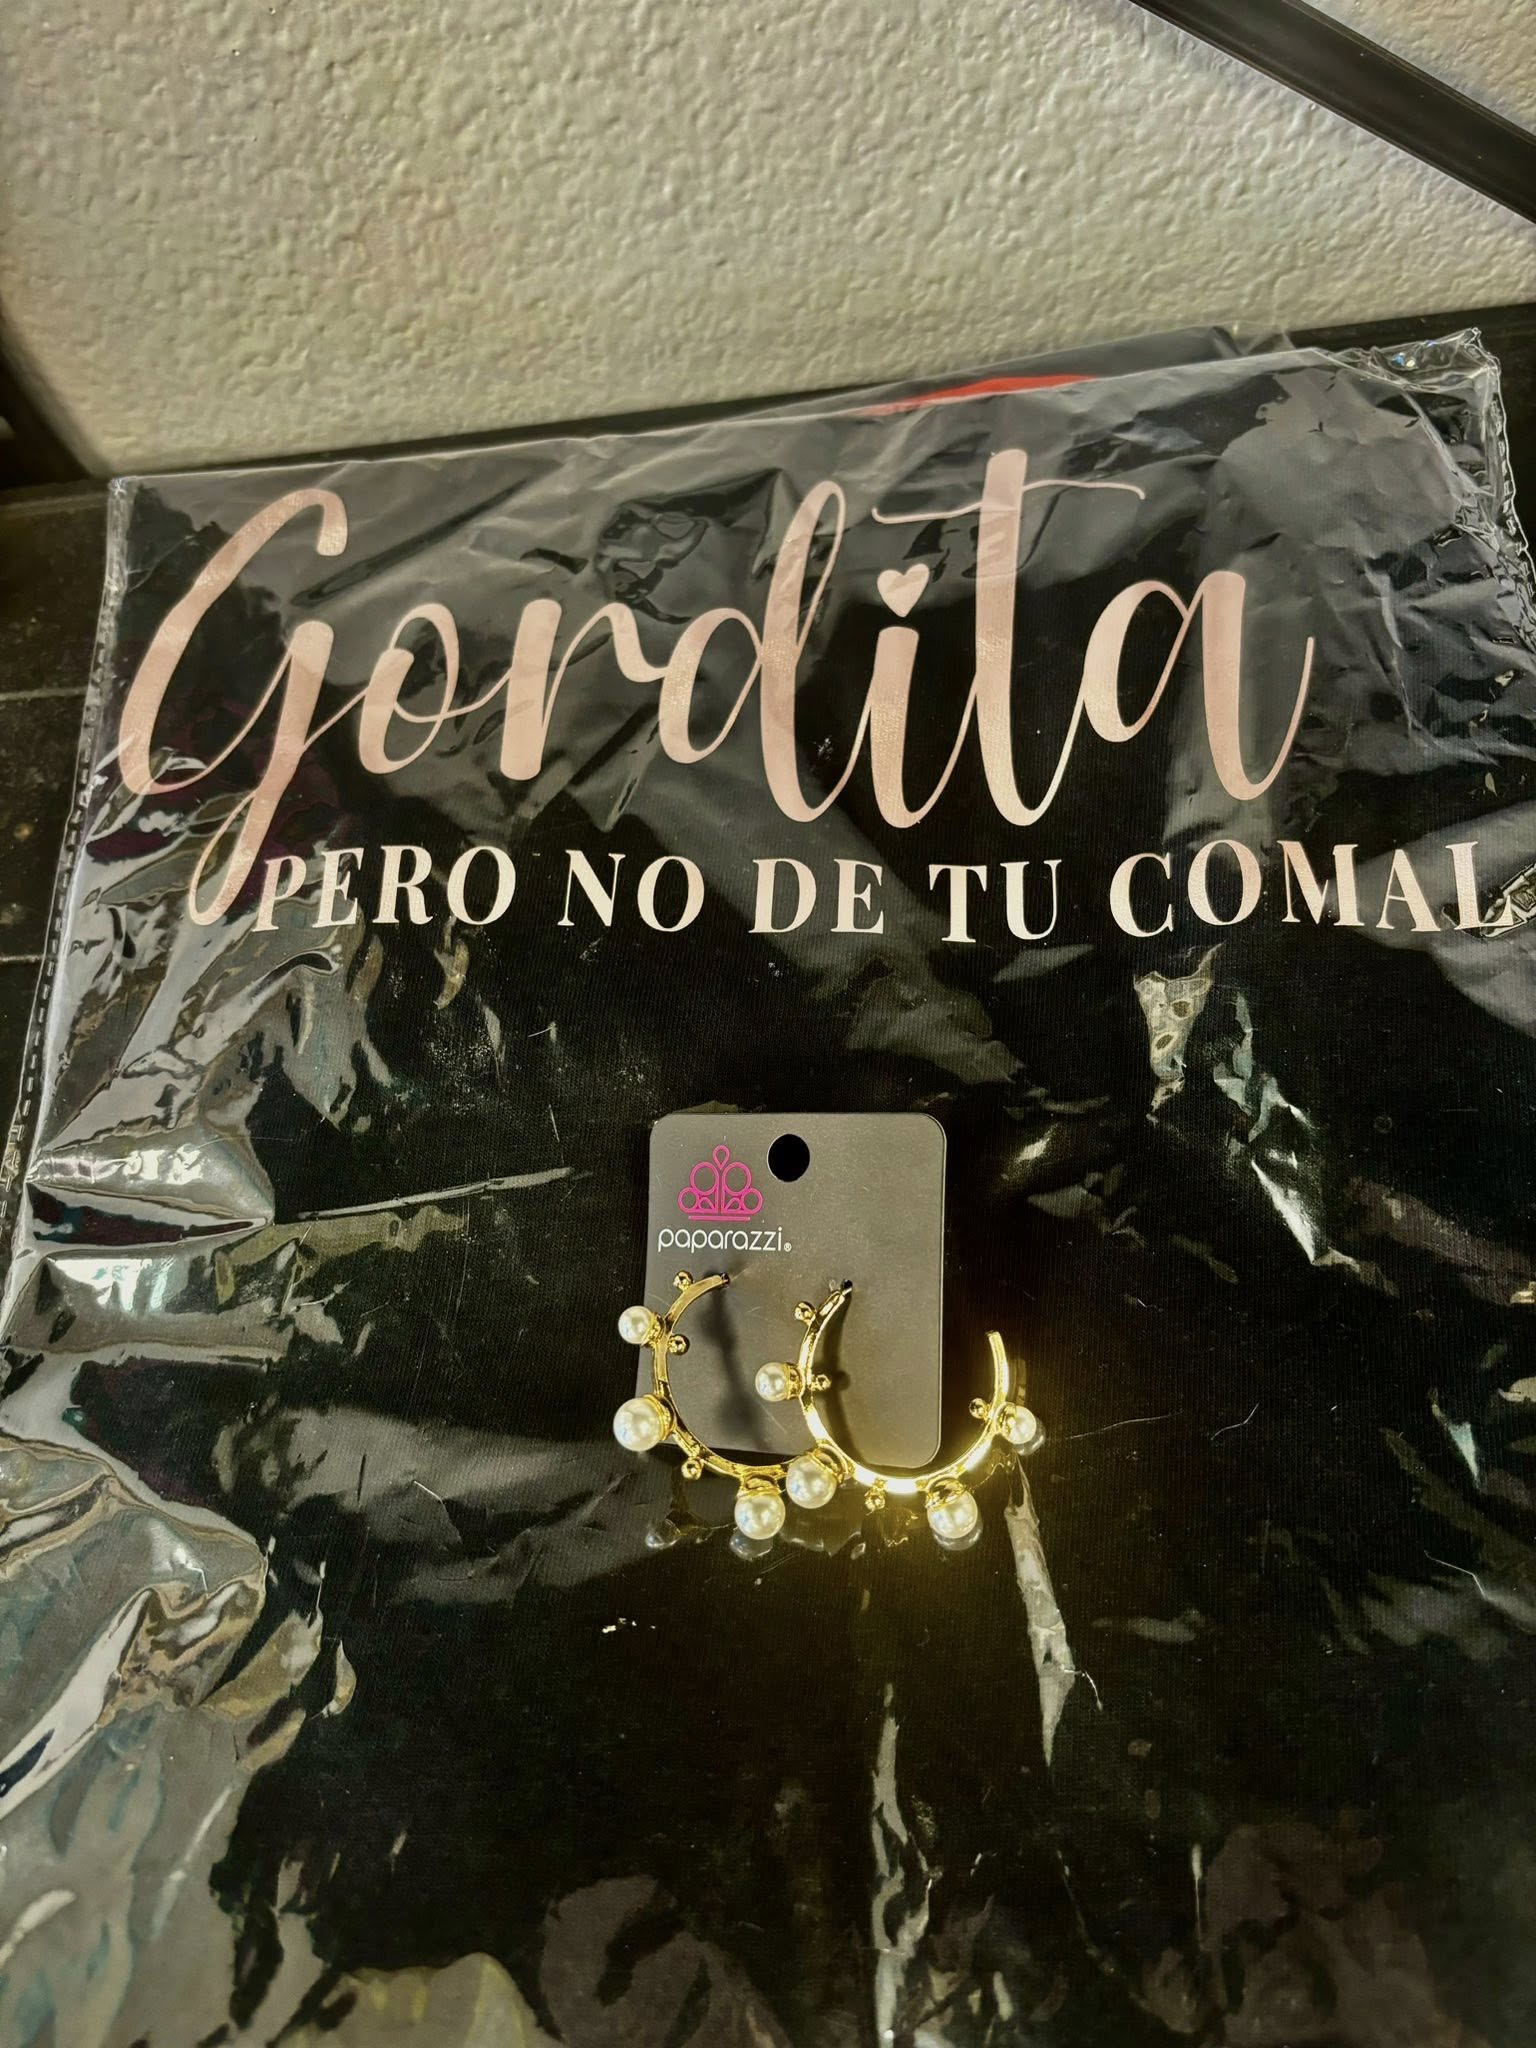 Gordita
PERO NO DE TU COMAL
paparazzi®